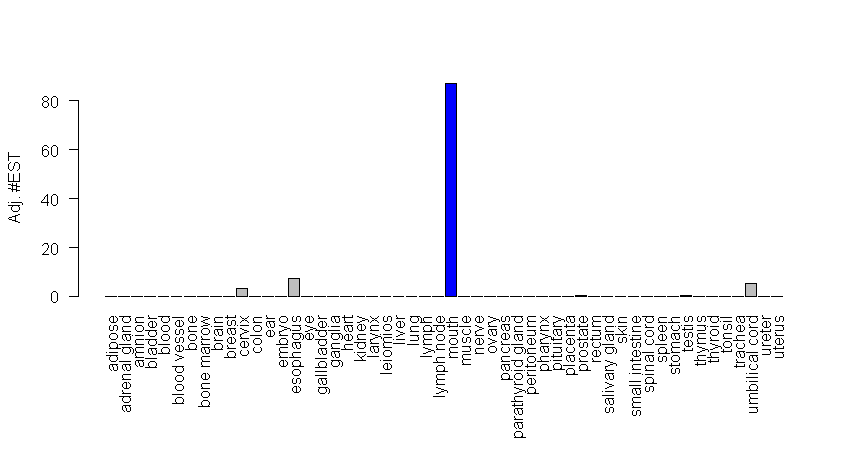 80
60
40
20
0
Adj. #EST
adipose
adrenal gland
amnion
bladder
blood
blood vessel
bone
bone marrow
brain
breast
cervix
colon
ear
embryo
esophagus
eye
gallbladder
ganglia
heart
kidney
larynx
leiomios
liver
lung
lymph
lymph node
mouth
muscle
nerve
ovary
pancreas
parathyroid gland
peritoneum
pharynx
pituitary
placenta
prostate
rectum
salivary gland
skin
small intestine
spinal cord
spleen
stomach
testis
thymus
thyroid
tonsil
trachea
umbilical cord
ureter
uterus